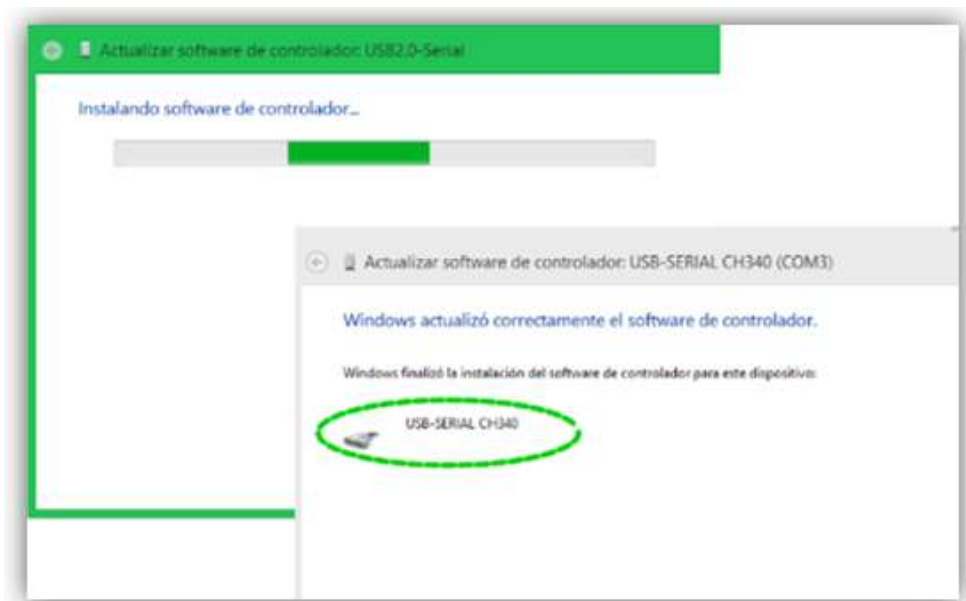 Actualizar software de controlador: USB2.0-Serial
Instalando software de controlador...
Actualizar software de controlador: USB-SERIAL CH340 (COM3)
Windows actualizó correctamente el software de controlador.
Windows finalizó la instalación del software de controlador para este dispositivo:
USB-SERIAL CH340